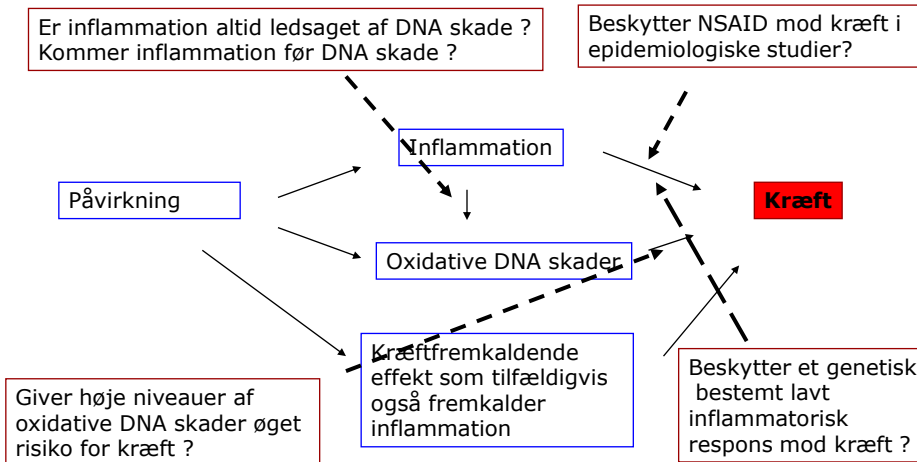 Er inflammation altid ledsaget af DNA skade ?
Kommer inflammation før DNA skade ?
Beskytter NSAID mod kræft i
epidemiologiske studier?
Inflammation
Påvirkning
Kræft
Oxidative DNA skader
Kræftfremkaldende
effekt som tilfældigvis
også fremkalder
inflammation
Giver høje niveauer af
oxidative DNA skader øget
risiko for kræft ?
Beskytter et genetisk
bestemt lavt
inflammatorisk
respons mod kræft ?